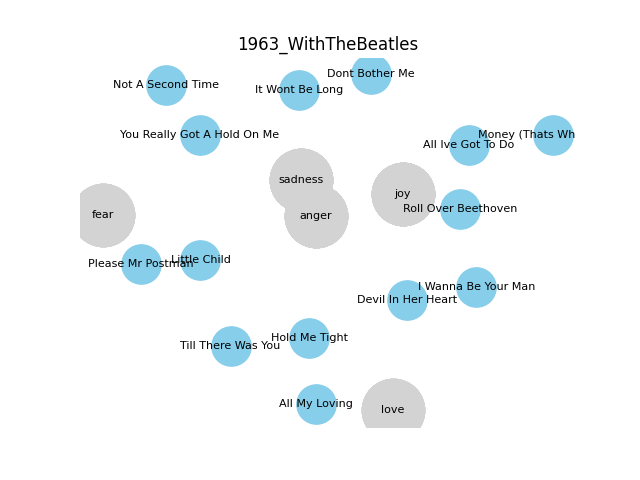 1963_WithTheBeatles
Dont Bother Me
Not A Second Time
It Wont Be Long
You Really Got A Hold On Me
Money (Thats Wh
All Ive Got To Do
sadness
joy
Roll Over Beethoven
fear
anger
Little Child
Please Mr Postman
I Wanna Be Your Man
Devil In Her Heart
Hold Me Tight
Till There Was You
All My Loving
love